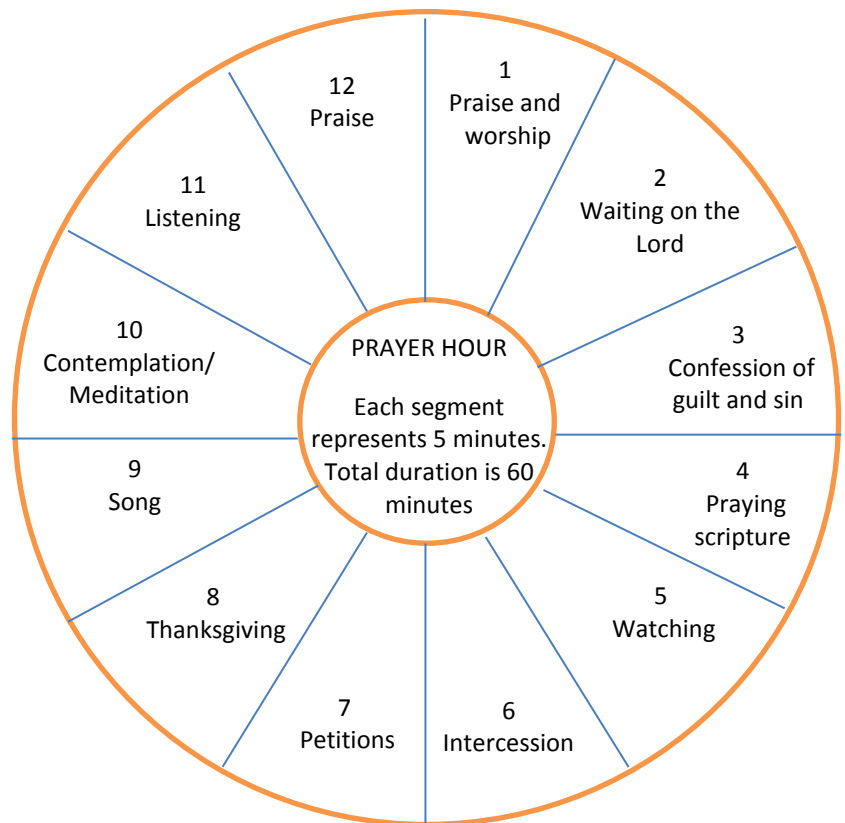 1
Praise and
worship
2
Waiting on the
Lord
3
Confession of
guilt and sin
4
Praying
scripture
5
Watching
6
Intercession
7
Petitions
8
Thanksgiving
9
Song
10
Contemplation/
Meditation
11
Listening
12
Praise
PRAYER HOUR
Each segment
represents 5 minutes.
Total duration is 60
minutes